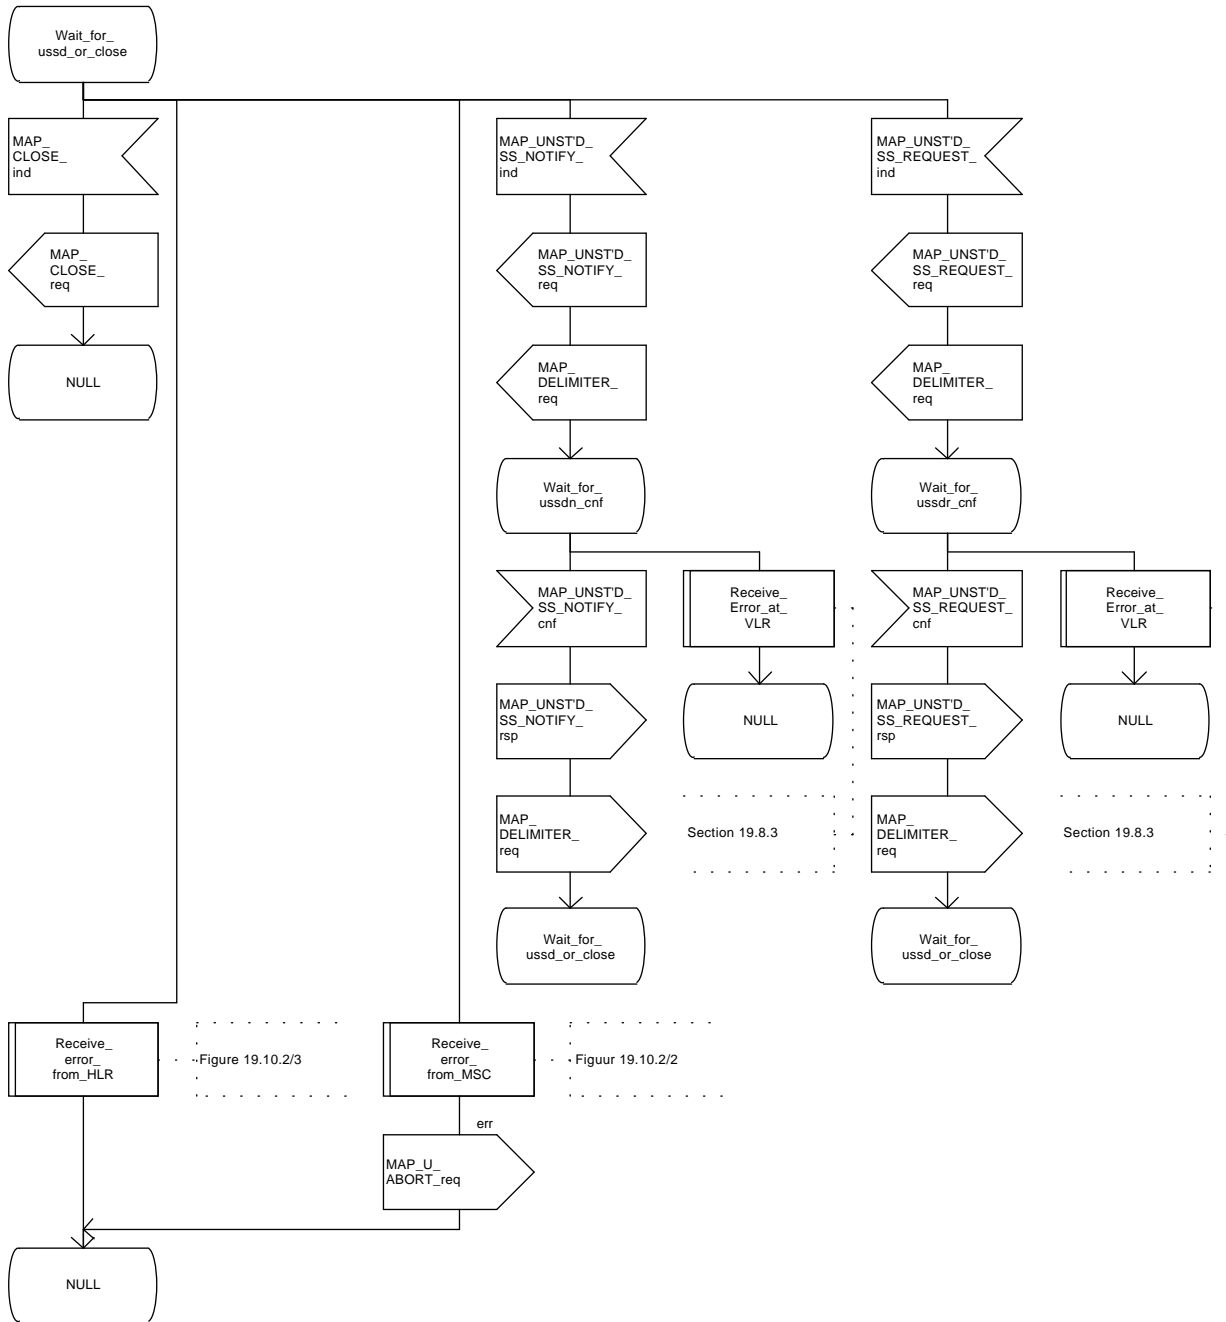 Wait_for_
ussd_or_close
MAP_
CLOSE_
ind
MAP_UNST'D_
SS_NOTIFY_
ind
MAP_UNST'D_
SS_REQUEST_
ind
MAP_
CLOSE_
req
MAP_UNST'D_
SS_NOTIFY_
req
MAP_UNST'D_
SS_REQUEST_
req
NULL
MAP_
DELIMITER_
req
MAP_
DELIMITER_
req
Wait_for_
ussdn_cnf
Wait_for_
ussdr_cnf
MAP_UNST'D_
SS_NOTIFY_
cnf
Receive_
Error_at_
VLR
MAP_UNST'D_
SS_REQUEST_
cnf
Receive_
Error_at_
VLR
MAP_UNST'D_
SS_NOTIFY_
rsp
NULL
MAP_UNST'D_
SS_REQUEST_
rsp
NULL
MAP_
DELIMITER_
req
Section 19.8.3
MAP_
DELIMITER_
req
Section 19.8.3
Wait_for_
ussd_or_close
Wait_for_
ussd_or_close
Receive_
error_
from_HLR
Figure 19.10.2/3
Receive_
error_
from_MSC
Figuur 19.10.2/2
err
MAP_U_
ABORT_req
NULL